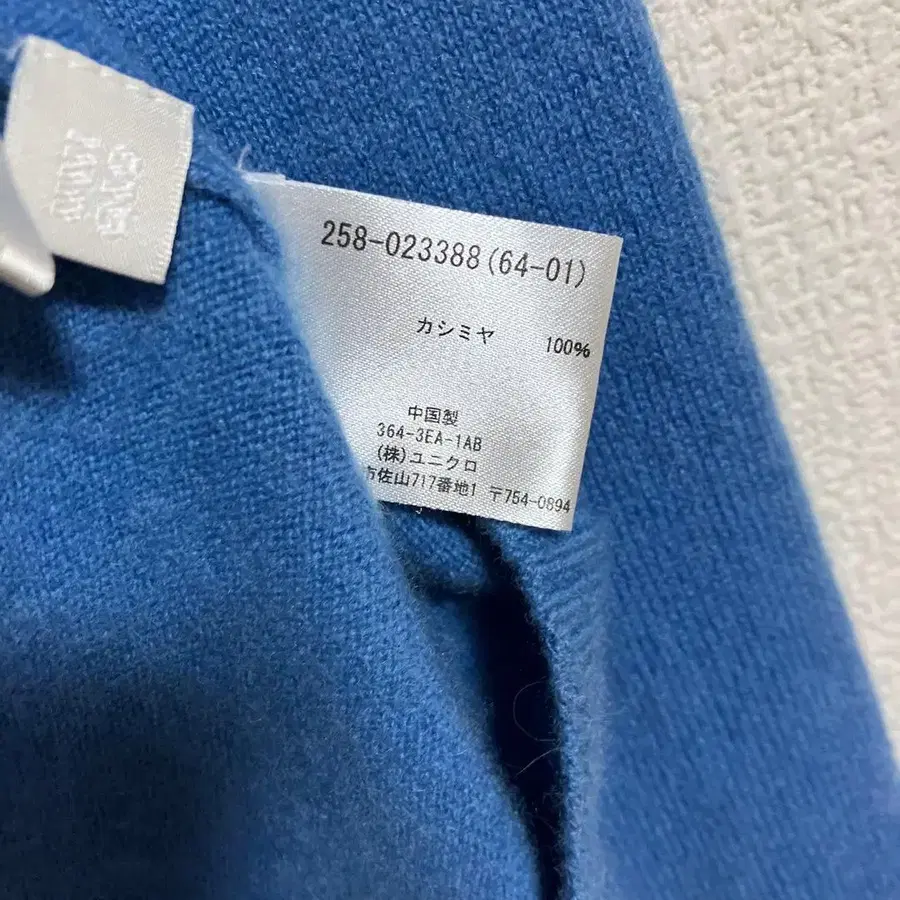 258-023388(64-01)
カシミヤ 100%
中国製
364-3EA-1AB
(株)ユニクロ
佐山717番地1 〒754-0894